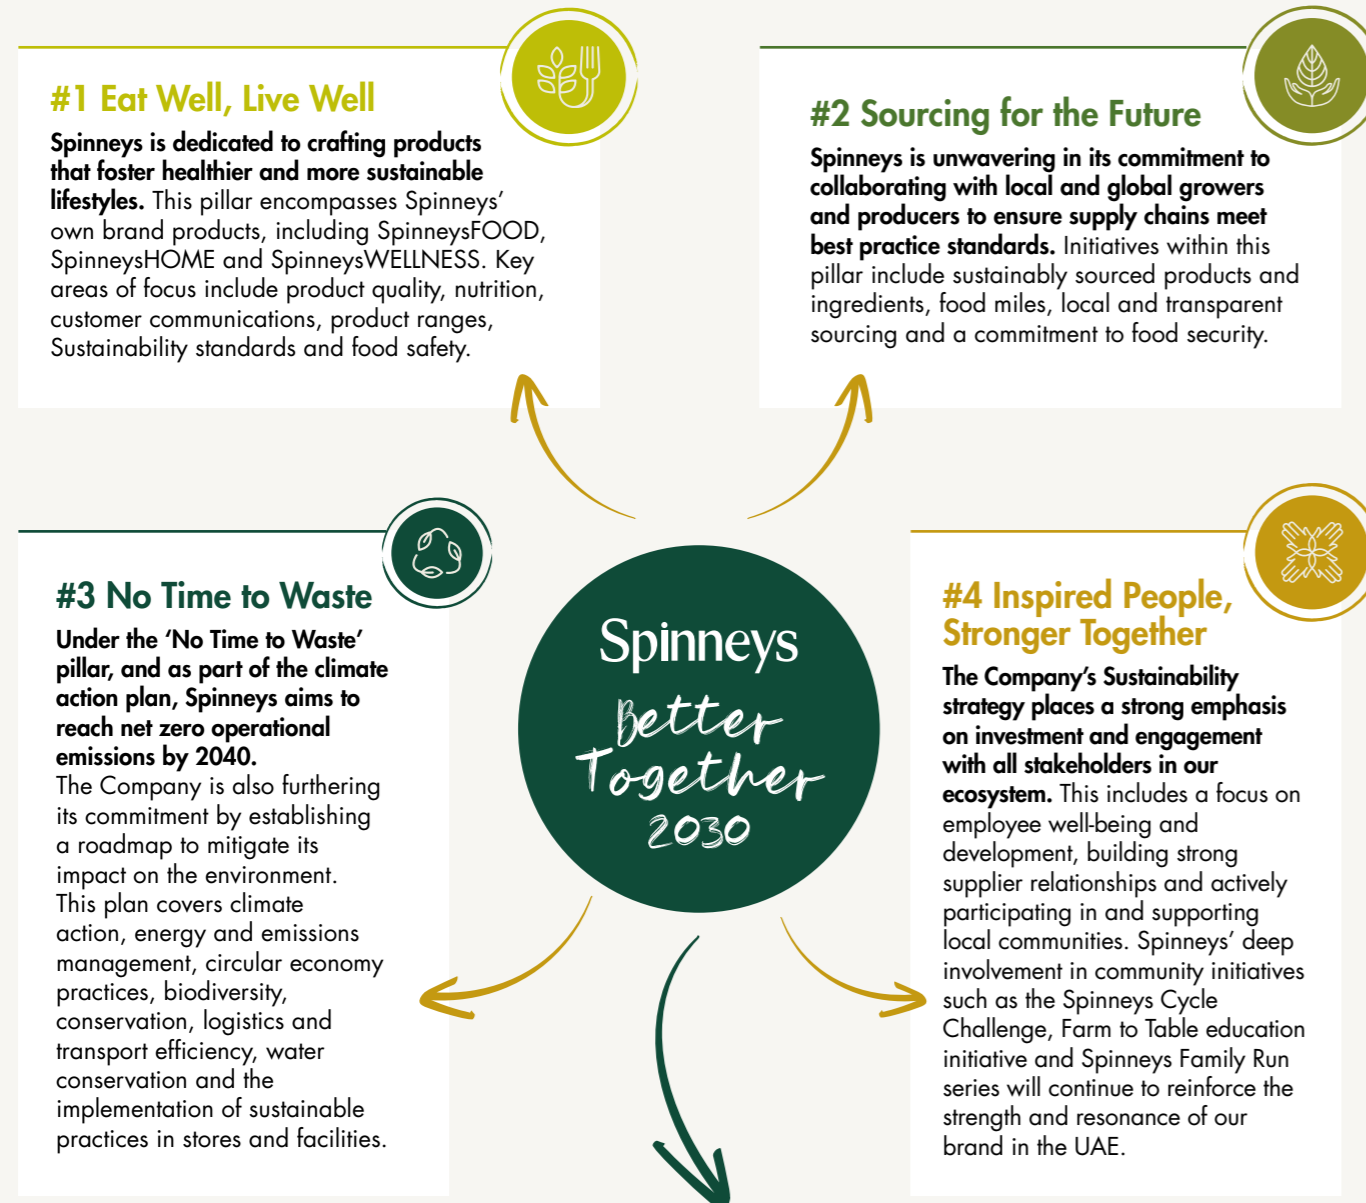 #1 Eat Well, Live Well
Spinneys is dedicated to crafting products
that foster healthier and more sustainable
lifestyles. This pillar encompasses Spinneys’
own brand products, including SpinneysFOOD,
SpinneysHOME and SpinneysWELLNESS. Key
areas of focus include product quality, nutrition,
customer communications, product ranges,
Sustainability standards and food safety.
#2 Sourcing for the Future
Spinneys is unwavering in its commitment to
collaborating with local and global growers
and producers to ensure supply chains meet
best practice standards. Initiatives within this
pillar include sustainably sourced products and
ingredients, food miles, local and transparent
sourcing and a commitment to food security.
#3 No Time to Waste
Under the ‘No Time to Waste’
pillar, and as part of the climate
action plan, Spinneys aims to
reach net zero operational
emissions by 2040.
The Company is also furthering
its commitment by establishing
a roadmap to mitigate its
impact on the environment.
This plan covers climate
action, energy and emissions
management, circular economy
practices, biodiversity,
conservation, logistics and
transport efficiency, water
conservation and the
implementation of sustainable
practices in stores and facilities.
Spinneys
Better
Together
2030
#4 Inspired People,
Stronger Together
The Company’s Sustainability
strategy places a strong emphasis
on investment and engagement
with all stakeholders in our
ecosystem. This includes a focus on
employee well-being and
development, building strong
supplier relationships and actively
participating in and supporting
local communities. Spinneys’ deep
involvement in community initiatives
such as the Spinneys Cycle
Challenge, Farm to Table education
initiative and Spinneys Family Run
series will continue to reinforce the
strength and resonance of our
brand in the UAE.